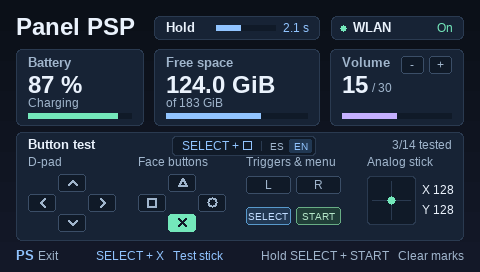 Panel PSP
Hold 2.1 s
WLAN On
Battery
87 %
Charging
Free space
124.0 GiB
of 183 GiB
Volume - +
15 / 30
Button test SELECT + □ ES EN 3/14 tested
D-pad Face buttons Triggers & menu Analog stick
L R
X 128
Y 128
SELECT START
PS Exit SELECT + X Test stick Hold SELECT + START Clear marks